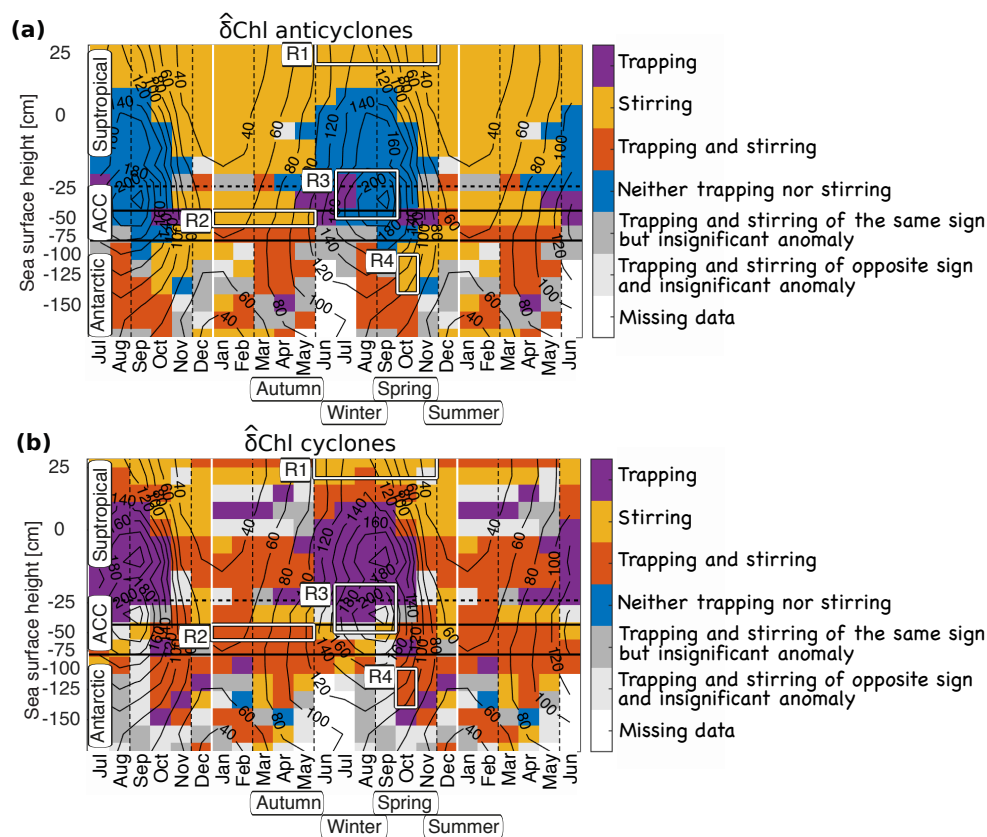 (a)
δ̂Chl anticyclones
Sea surface height [cm]
25
0
-25
-50
-75
-100
-125
-150
Suptropical
ACC
Antarctic
R1
R2
R3
R4
Jul Aug Sep Oct Nov Dec Jan Feb Mar Apr May Jun Jul Aug Sep Oct Nov Dec Jan Feb Mar Apr May Jun
Autumn
Spring
Winter
Summer
Trapping
Stirring
Trapping and stirring
Neither trapping nor stirring
Trapping and stirring of the same sign
but insignificant anomaly
Trapping and stirring of opposite sign
and insignificant anomaly
Missing data
(b)
δ̂Chl cyclones
Sea surface height [cm]
25
0
-25
-50
-75
-100
-125
-150
Suptropical
ACC
Antarctic
R1
R2
R3
R4
Jul Aug Sep Oct Nov Dec Jan Feb Mar Apr May Jun Jul Aug Sep Oct Nov Dec Jan Feb Mar Apr May Jun
Autumn
Spring
Winter
Summer
Trapping
Stirring
Trapping and stirring
Neither trapping nor stirring
Trapping and stirring of the same sign
but insignificant anomaly
Trapping and stirring of opposite sign
and insignificant anomaly
Missing data